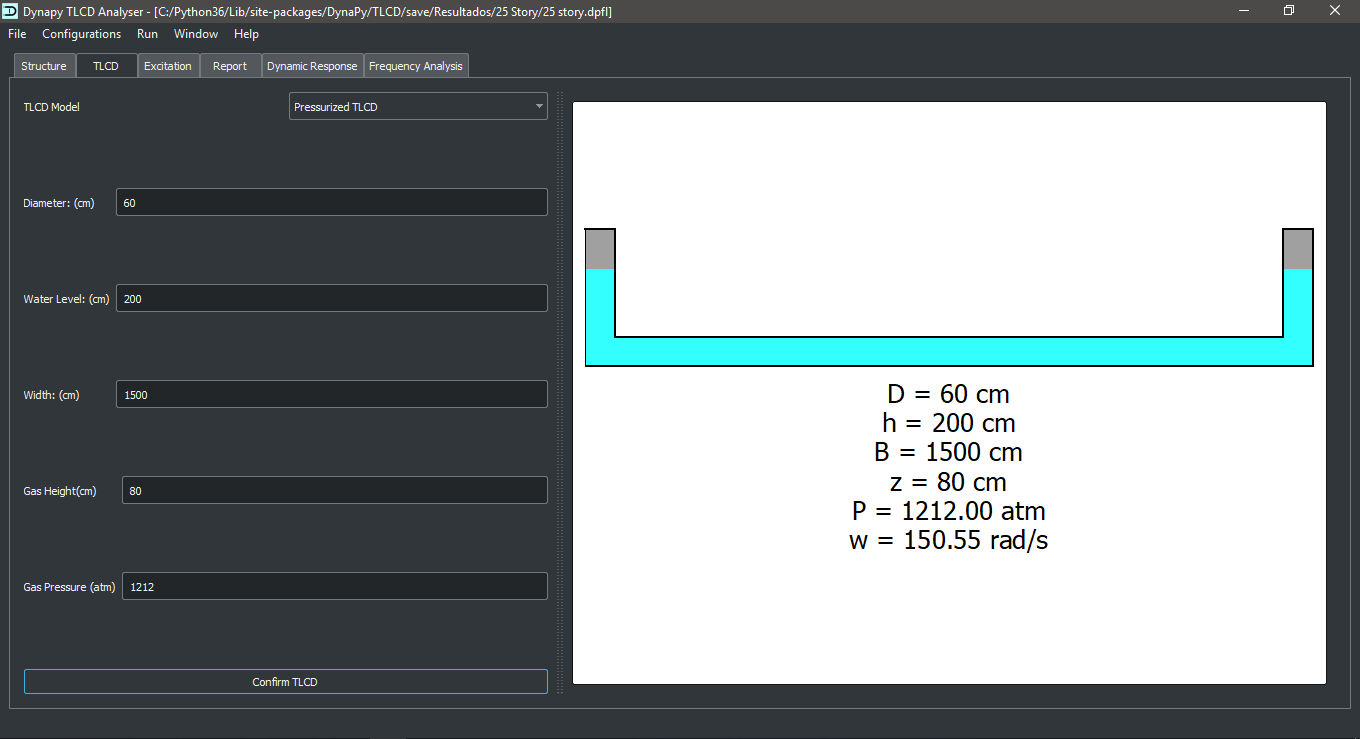 Dynapy TLCD Analyser - [C:/Python36/Lib/site-packages/DynaPy/TLCD/save/Resultados/25 Story/25 story.dpfl]
File Configurations Run Window Help
Structure TLCD Excitation Report Dynamic Response Frequency Analysis
TLCD Model Pressurized TLCD
Diameter: (cm) 60
Water Level: (cm) 200
Width: (cm) 1500
Gas Height(cm) 80
Gas Pressure (atm) 1212
Confirm TLCD
D = 60 cm
h = 200 cm
B = 1500 cm
z = 80 cm
P = 1212.00 atm
w = 150.55 rad/s